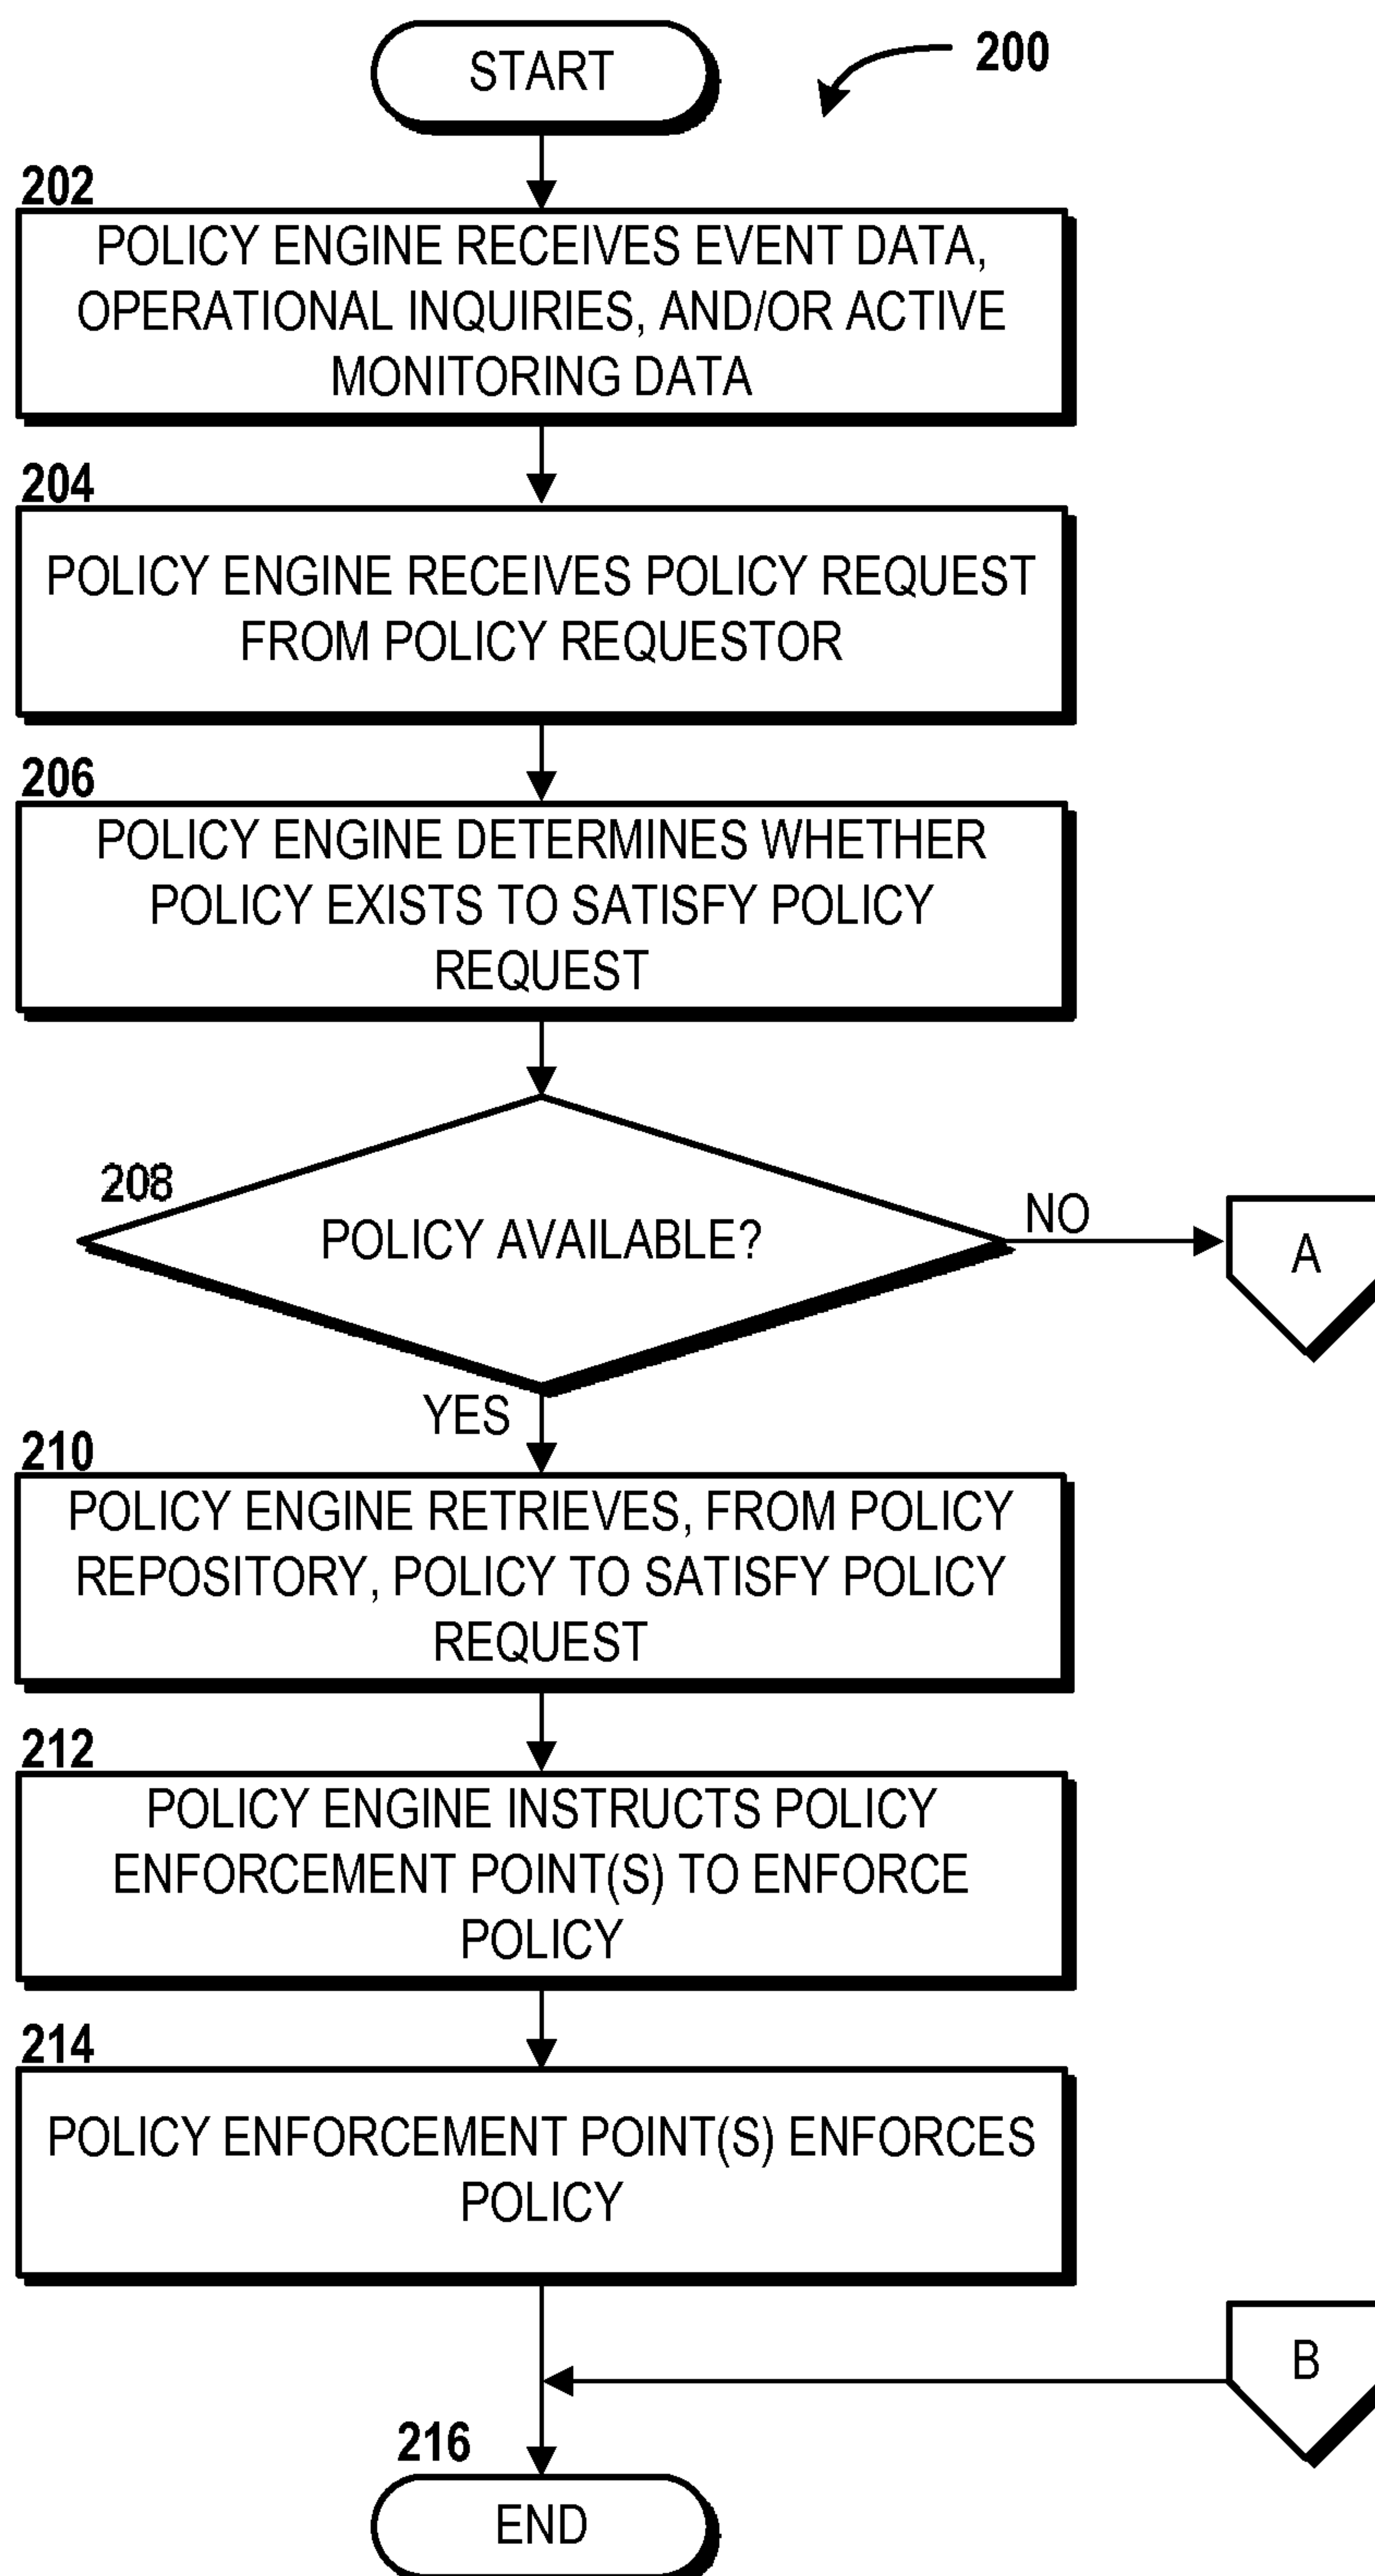 START
200
202
POLICY ENGINE RECEIVES EVENT DATA,
OPERATIONAL INQUIRIES, AND/OR ACTIVE
MONITORING DATA
204
POLICY ENGINE RECEIVES POLICY REQUEST
FROM POLICY REQUESTOR
206
POLICY ENGINE DETERMINES WHETHER
POLICY EXISTS TO SATISFY POLICY
REQUEST
208
POLICY AVAILABLE?
NO
A
YES
210
POLICY ENGINE RETRIEVES, FROM POLICY
REPOSITORY, POLICY TO SATISFY POLICY
REQUEST
212
POLICY ENGINE INSTRUCTS POLICY
ENFORCEMENT POINT(S) TO ENFORCE
POLICY
214
POLICY ENFORCEMENT POINT(S) ENFORCES
POLICY
B
216
END